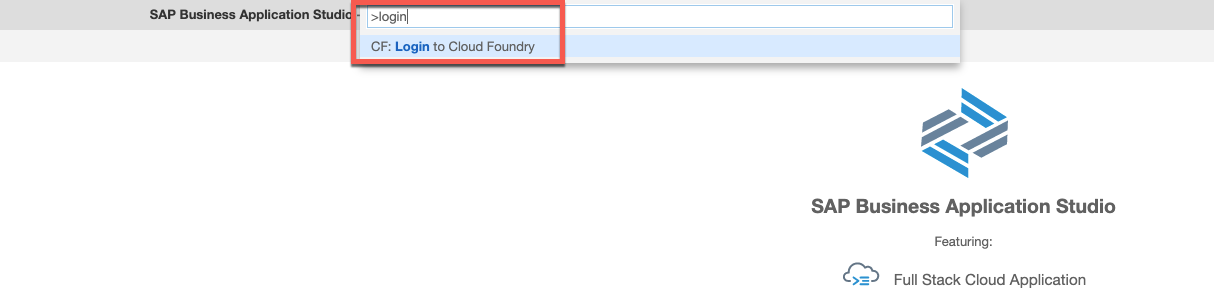 SAP Business Application Studio
>login
CF: Login to Cloud Foundry
SAP Business Application Studio
Featuring:
Full Stack Cloud Application